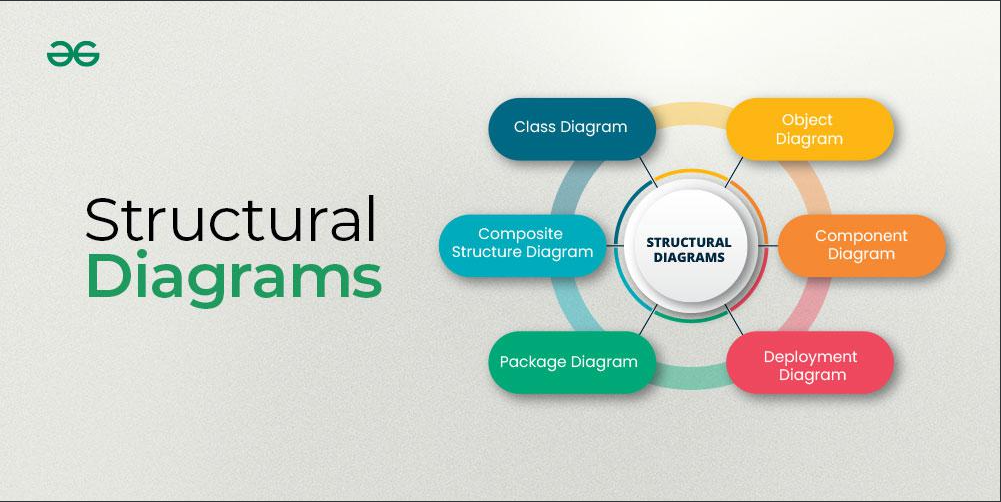 Structural
Diagrams
Class Diagram
Object
Diagram
Composite
Structure Diagram
STRUCTURAL
DIAGRAMS
Component
Diagram
Package Diagram
Deployment
Diagram